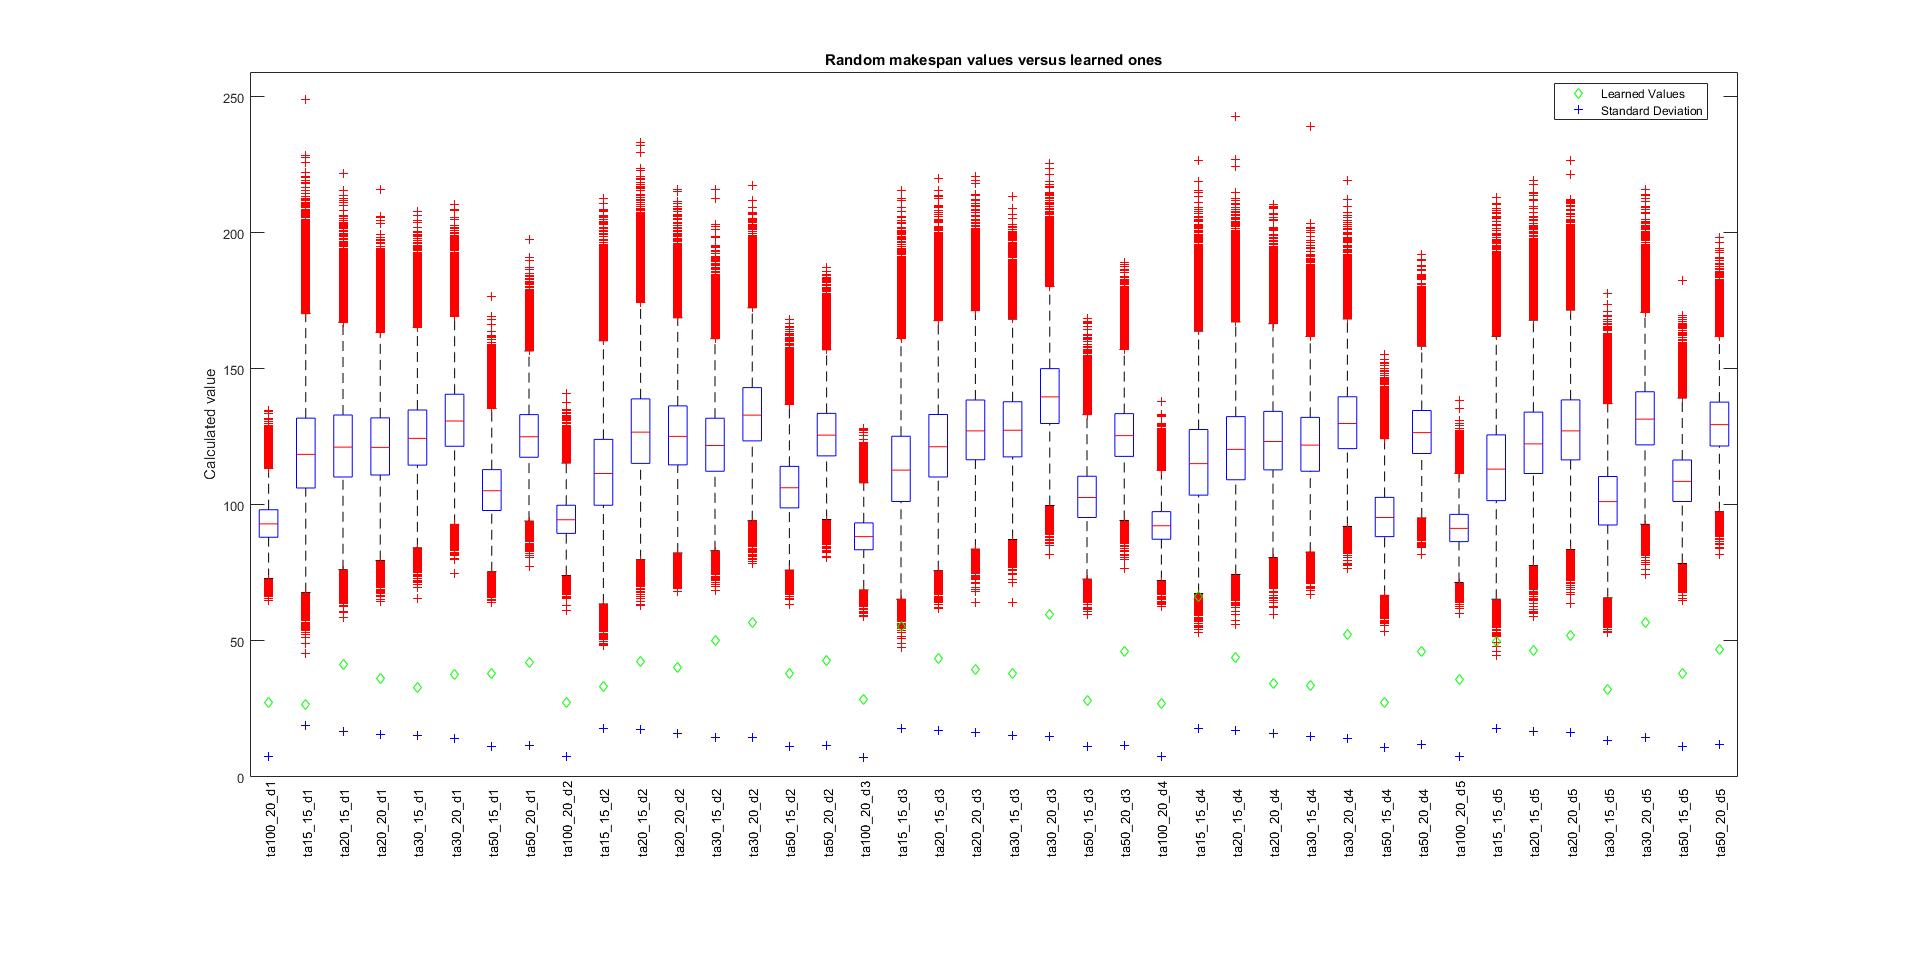 Random makespan values versus learned ones
Learned Values
Standard Deviation
Calculated value
250
200
150
100
50
0
ta100_20_d1
ta15_15_d1
ta20_15_d1
ta20_20_d1
ta30_15_d1
ta30_20_d1
ta50_15_d1
ta50_20_d1
ta100_20_d2
ta15_15_d2
ta20_15_d2
ta20_20_d2
ta30_15_d2
ta30_20_d2
ta50_15_d2
ta50_20_d2
ta100_20_d3
ta15_15_d3
ta20_15_d3
ta20_20_d3
ta30_15_d3
ta30_20_d3
ta50_15_d3
ta50_20_d3
ta100_20_d4
ta15_15_d4
ta20_15_d4
ta20_20_d4
ta30_15_d4
ta30_20_d4
ta50_15_d4
ta50_20_d4
ta100_20_d5
ta15_15_d5
ta20_15_d5
ta20_20_d5
ta30_15_d5
ta30_20_d5
ta50_15_d5
ta50_20_d5